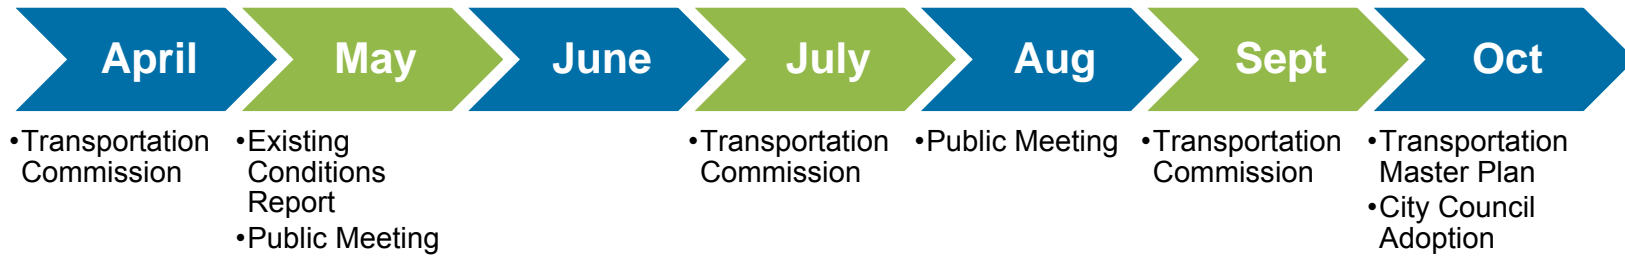 April
May
June
July
Aug
Sept
Oct
•Transportation
Commission
•Existing
Conditions
Report
•Public Meeting
•Transportation
Commission
•Public Meeting
•Transportation
Commission
•Transportation
Master Plan
•City Council
Adoption